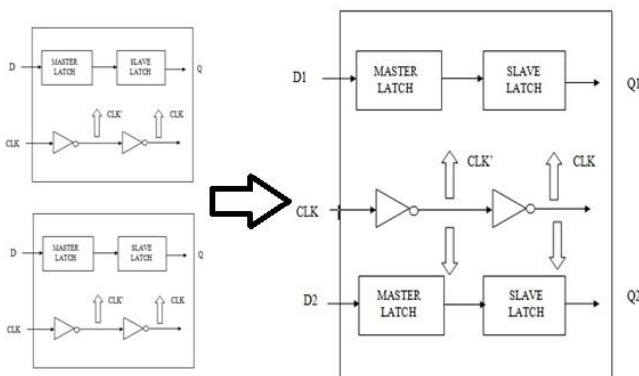 D
MASTER
LATCH
SLAVE
LATCH
Q
CLK
CLK'
CLK
D
MASTER
LATCH
SLAVE
LATCH
Q
CLK
CLK'
CLK
D1
MASTER
LATCH
SLAVE
LATCH
Q1
CLK
CLK'
CLK
D2
MASTER
LATCH
SLAVE
LATCH
Q2